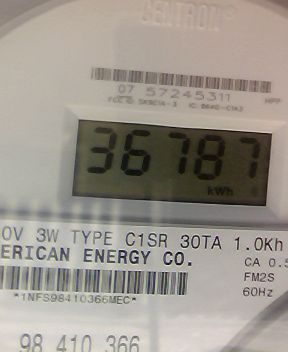 CENTRON®
07 57245311
36787
kWh
0V 3W TYPE C1SR 30TA 1.0Kh
ERICAN ENERGY CO.
CA 0.5
FM2S
*1NFS98410366MEC*
60Hz
98 410 366